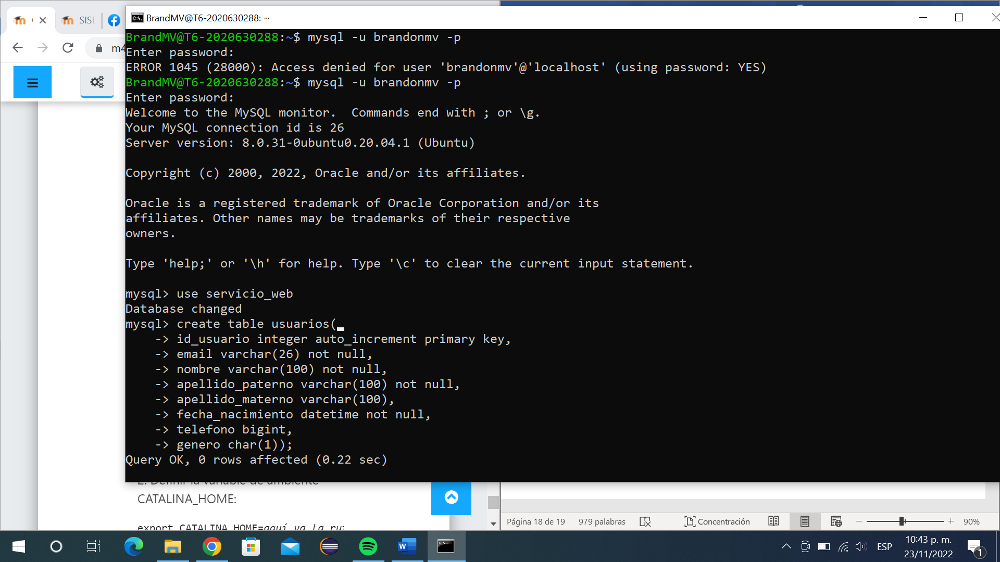 SISD
BrandMV@T6-2020630288: ~
m4
BrandMV@T6-2020630288:~$ mysql -u brandonmv -p
Enter password:
ERROR 1045 (28000): Access denied for user 'brandonmv'@'localhost' (using password: YES)
BrandMV@T6-2020630288:~$ mysql -u brandonmv -p
Enter password:
Welcome to the MySQL monitor.  Commands end with ; or \g.
Your MySQL connection id is 26
Server version: 8.0.31-0ubuntu0.20.04.1 (Ubuntu)
Copyright (c) 2000, 2022, Oracle and/or its affiliates.
Oracle is a registered trademark of Oracle Corporation and/or its
affiliates. Other names may be trademarks of their respective
owners.
Type 'help;' or '\h' for help. Type '\c' to clear the current input statement.
mysql> use servicio_web
Database changed
mysql> create table usuarios(
    -> id_usuario integer auto_increment primary key,
    -> email varchar(26) not null,
    -> nombre varchar(100) not null,
    -> apellido_paterno varchar(100) not null,
    -> apellido_materno varchar(100),
    -> fecha_nacimiento datetime not null,
    -> telefono bigint,
    -> genero char(1));
Query OK, 0 rows affected (0.22 sec)
2. Definir la variable de ambiente
CATALINA_HOME:
export CATALINA_HOME=aquí va la ru
Página 18 de 19
979 palabras
Concentración
90%
ESP
10:43 p. m.
23/11/2022
1